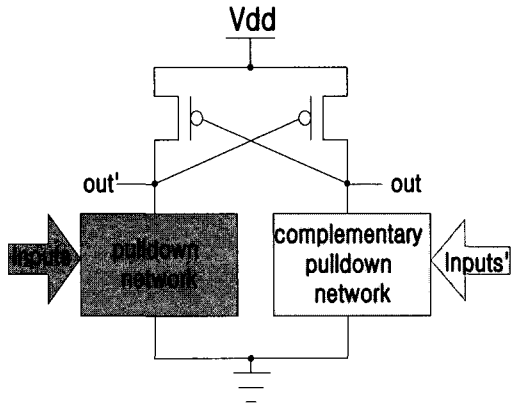 Vdd
out'
out
Inputs
pulldown
network
complementary
pulldown
network
Inputs'